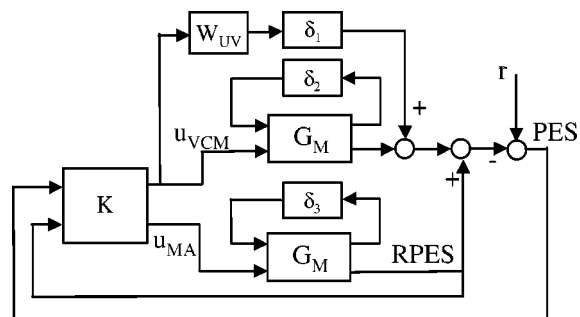 W_UV
δ_1
δ_2
r
+
PES
u_VCM
G_M
-
K
δ_3
+
u_MA
G_M
RPES